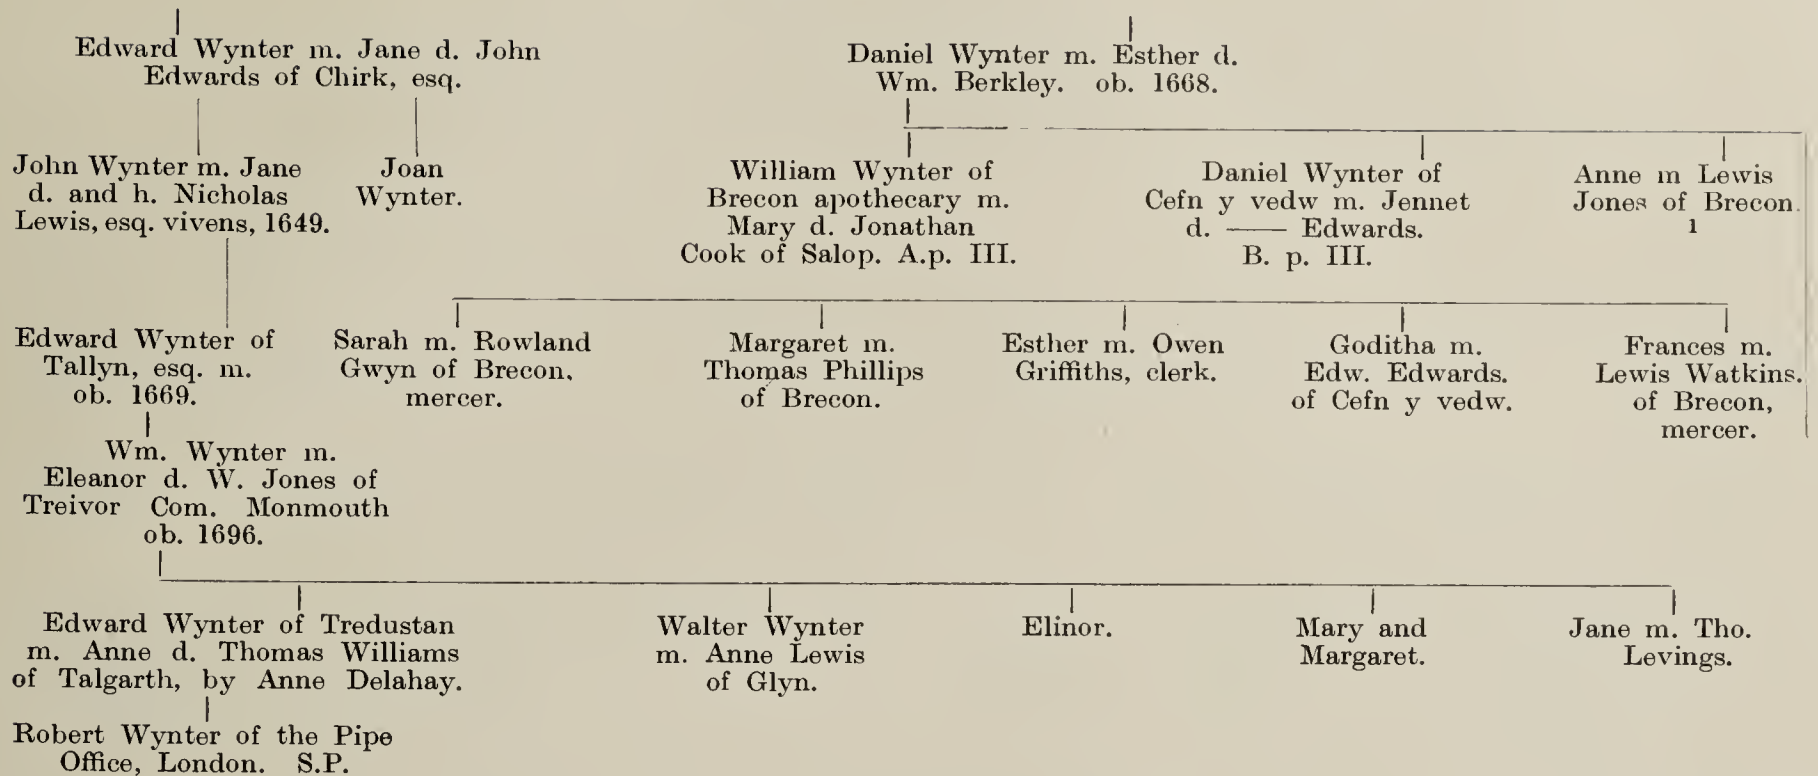 Edward Wynter m. Jane d. John
Edwards of Chirk, esq.
Daniel Wynter m. Esther d.
Wm. Berkley. ob. 1668.
John Wynter m. Jane
d. and h. Nicholas
Lewis, esq. vivens, 1649.
Joan
Wynter.
William Wynter of
Brecon apothecary m.
Mary d. Jonathan
Cook of Salop. A.p. III.
Daniel Wynter of
Cefn y vedw m. Jennet
d. —— Edwards.
B. p. III.
Anne m Lewis
Jones of Brecon.
1
Edward Wynter of
Tallyn, esq. m.
ob. 1669.
Sarah m. Rowland
Gwyn of Brecon,
mercer.
Margaret m.
Thomas Phillips
of Brecon.
Esther m. Owen
Griffiths, clerk.
Goditha m.
Edw. Edwards.
of Cefn y vedw.
Frances m.
Lewis Watkins.
of Brecon,
mercer.
Wm. Wynter m.
Eleanor d. W. Jones of
Treivor Com. Monmouth
ob. 1696.
Edward Wynter of Tredustan
m. Anne d. Thomas Williams
of Talgarth, by Anne Delahay.
Walter Wynter
m. Anne Lewis
of Glyn.
Elinor.
Mary and
Margaret.
Jane m. Tho.
Levings.
Robert Wynter of the Pipe
Office, London. S.P.